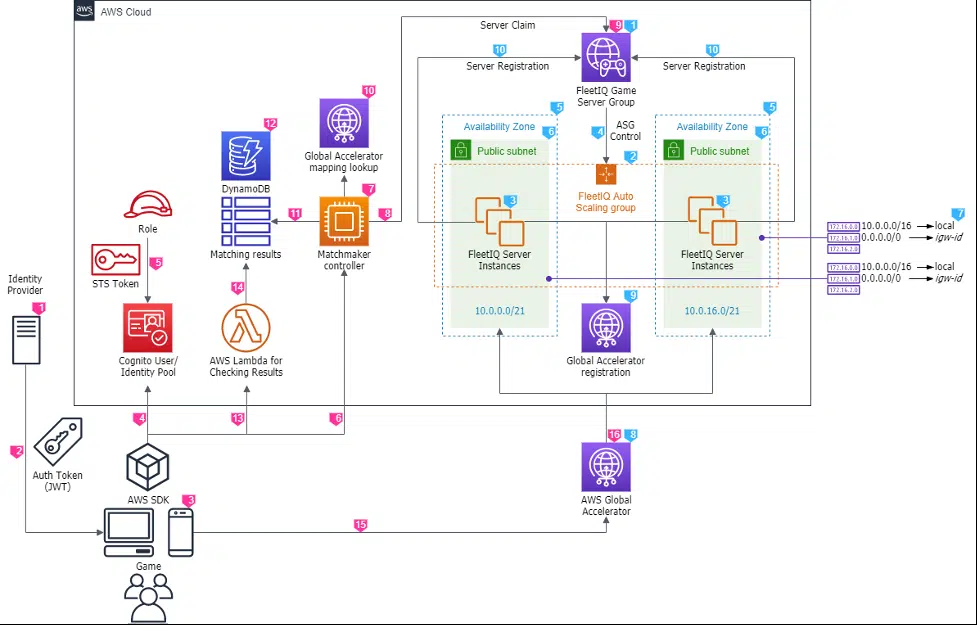 aws
AWS Cloud
Server Claim
9
1
10
Server Registration
10
Server Registration
FleetIQ Game
Server Group
10
12
Global Accelerator
mapping lookup
DynamoDB
7
11
8
Matching results
Matchmaker
controller
4
ASG
Control
2
FleetIQ Auto
Scaling group
5
Availability Zone
6
Public subnet
3
FleetIQ Server
Instances
10.0.0.0/21
5
Availability Zone
6
Public subnet
3
FleetIQ Server
Instances
10.0.16.0/21
7
172.16.0.0
10.0.0.0/16
local
172.16.1.0
0.0.0.0/0
igw-id
172.16.2.0
172.16.0.0
10.0.0.0/16
local
172.16.1.0
0.0.0.0/0
igw-id
172.16.2.0
Role
5
STS Token
14
Identity
Provider
1
Cognito User/
Identity Pool
AWS Lambda for
Checking Results
9
Global Accelerator
registration
4
13
6
2
Auth Token
(JWT)
AWS SDK
3
16
8
AWS Global
Accelerator
15
Game